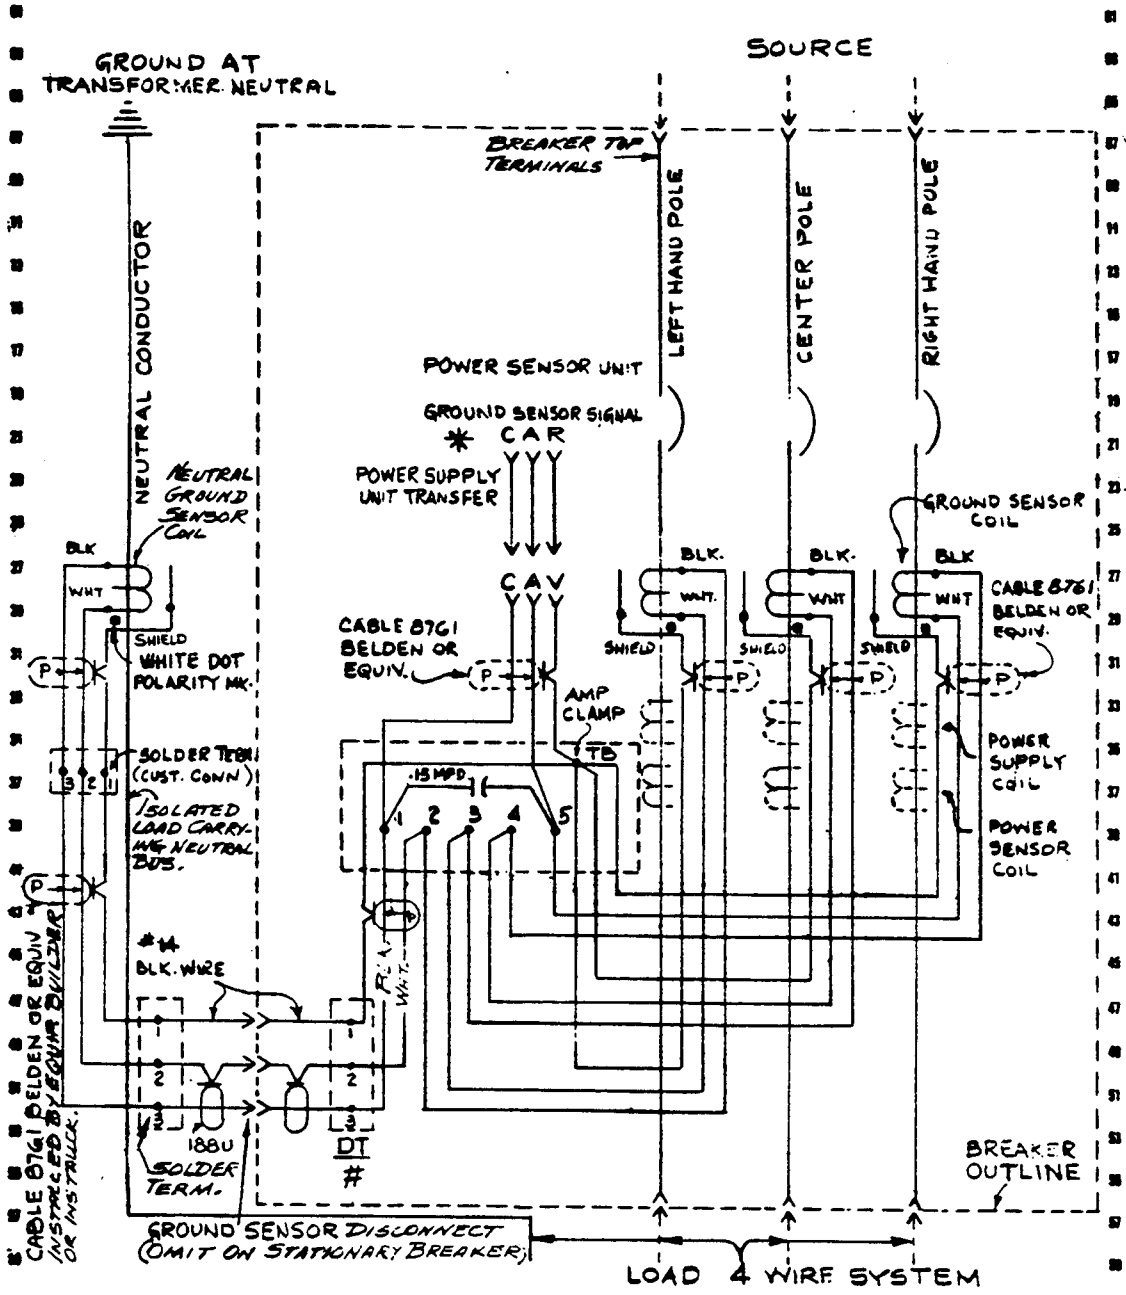 GROUND AT
TRANSFORMER NEUTRAL
SOURCE
BREAKER TOP
TERMINALS
LEFT HAND POLE
CENTER POLE
RIGHT HAND POLE
NEUTRAL CONDUCTOR
POWER SENSOR UNIT
GROUND SENSOR SIGNAL
* C A R
POWER SUPPLY
UNIT TRANSFER
C A V
NEUTRAL
GROUND
SENSOR
COIL
GROUND SENSOR
COIL
BLK
WHT
SHIELD
WHITE DOT
POLARITY MK.
BLK.
WHT.
SHIELD
BLK.
WHT
SHIELD
BLK
WHT
SHIELD
CABLE 8761
BELDEN OR
EQUIV.
CABLE 8761
BELDEN OR
EQUIV.
P
P
P
P
P
AMP
CLAMP
TB
.15 MFD.
1 2 3 4 5
POWER
SUPPLY
COIL
POWER
SENSOR
COIL
SOLDER TERM
(CUST. CONN)
3 2 1
ISOLATED
LOAD CARRY-
ING NEUTRAL
BUS.
P
P
BLK.
WHT.
#14
BLK. WIRE
1
2
3
1
2
3
188U
SOLDER
TERM.
DT
#
CABLE 8761 BELDEN OR EQUIV
INSTALLED BY EQUIP. BUILDER
OR INSTALLER.
GROUND SENSOR DISCONNECT
(OMIT ON STATIONARY BREAKER)
BREAKER
OUTLINE
LOAD 4 WIRE SYSTEM